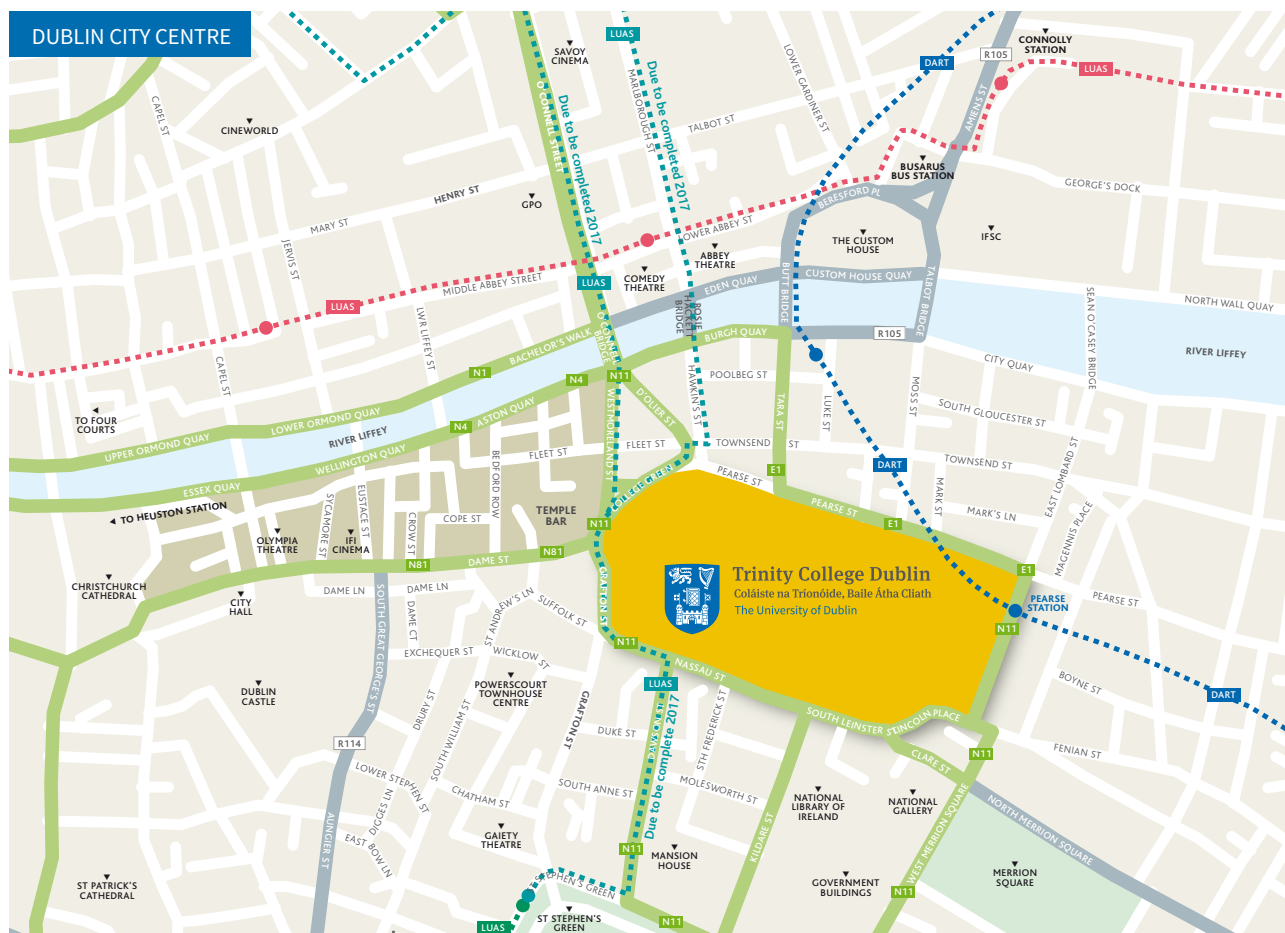 DUBLIN CITY CENTRE
LUAS
SAVOY
CINEMA
CONNOLLY
STATION
R105
DART
LUAS
O'CONNELL STREET
Due to be completed 2017
MARLBOROUGH ST
Due to be completed 2017
LOWER GARDINER ST
AMIENS ST
CAPEL ST
CINEWORLD
TALBOT ST
BUSARUS
BUS STATION
HENRY ST
GPO
BERESFORD PL
GEORGE'S DOCK
MARY ST
JERVIS ST
LOWER ABBEY ST
ABBEY
THEATRE
THE CUSTOM
HOUSE
IFSC
COMEDY
THEATRE
LUAS
MIDDLE ABBEY STREET
LUAS
EDEN QUAY
BUTT BRIDGE
CUSTOM HOUSE QUAY
TALBOT BRIDGE
NORTH WALL QUAY
SEAN O'CASEY BRIDGE
RIVER LIFFEY
ROSIE
HACKETT
BRIDGE
LWR LIFFEY ST
O'CONNELL
BRIDGE
BACHELOR'S WALK
BURGH QUAY
R105
CITY QUAY
CAPEL ST
N1
N4
N11
HAWKIN'S ST
POOLBEG ST
TARA ST
LUKE ST
MOSS ST
SOUTH GLOUCESTER ST
TO FOUR
COURTS
LOWER ORMOND QUAY
UPPER ORMOND QUAY
RIVER LIFFEY
N4
ASTON QUAY
WESTMORELAND ST
D'OLIER ST
WELLINGTON QUAY
ESSEX QUAY
FLEET ST
FLEET ST
TOWNSEND ST
TOWNSEND ST
EAST LOMBARD ST
BEDFORD ROW
COLLEGE GREEN
PEARSE ST
E1
DART
MARK ST
MARK'S LN
MAGENNIS PLACE
TO HEUSTON STATION
SYCAMORE ST
EUSTACE ST
CROW ST
COPE ST
TEMPLE
BAR
N11
PEARSE ST
E1
OLYMPIA
THEATRE
IFI
CINEMA
N81
DAME ST
N81
E1
CHRISTCHURCH
CATHEDRAL
CITY
HALL
DAME LN
DAME LN
DAME CT
SOUTH GREAT GEORGE'S ST
ST ANDREW'S LN
SUFFOLK ST
GRAFTON ST
Trinity College Dublin
Coláiste na Tríonóide, Baile Átha Cliath
The University of Dublin
PEARSE
STATION
PEARSE ST
N11
N11
EXCHEQUER ST
WICKLOW ST
NASSAU ST
LUAS
DUBLIN
CASTLE
POWERSCOURT
TOWNHOUSE
CENTRE
DRURY ST
SOUTH WILLIAM ST
GRAFTON ST
DUKE ST
DAWSON ST
Due to be complete 2017
STH FREDERICK ST
SOUTH LEINSTER ST
LINCOLN PLACE
BOYNE ST
DART
R114
CLARE ST
N11
FENIAN ST
LOWER STEPHEN ST
DIGGES LN
CHATHAM ST
SOUTH ANNE ST
MOLESWORTH ST
NATIONAL
LIBRARY OF
IRELAND
NATIONAL
GALLERY
NORTH MERRION SQUARE
AUNGIER ST
EAST BOW LN
GAIETY
THEATRE
N11
MANSION
HOUSE
KILDARE ST
WEST MERRION SQUARE
MERRION
SQUARE
ST PATRICK'S
CATHEDRAL
ST STEPHEN'S GREEN
GOVERNMENT
BUILDINGS
N11
LUAS
ST STEPHEN'S
GREEN
N11